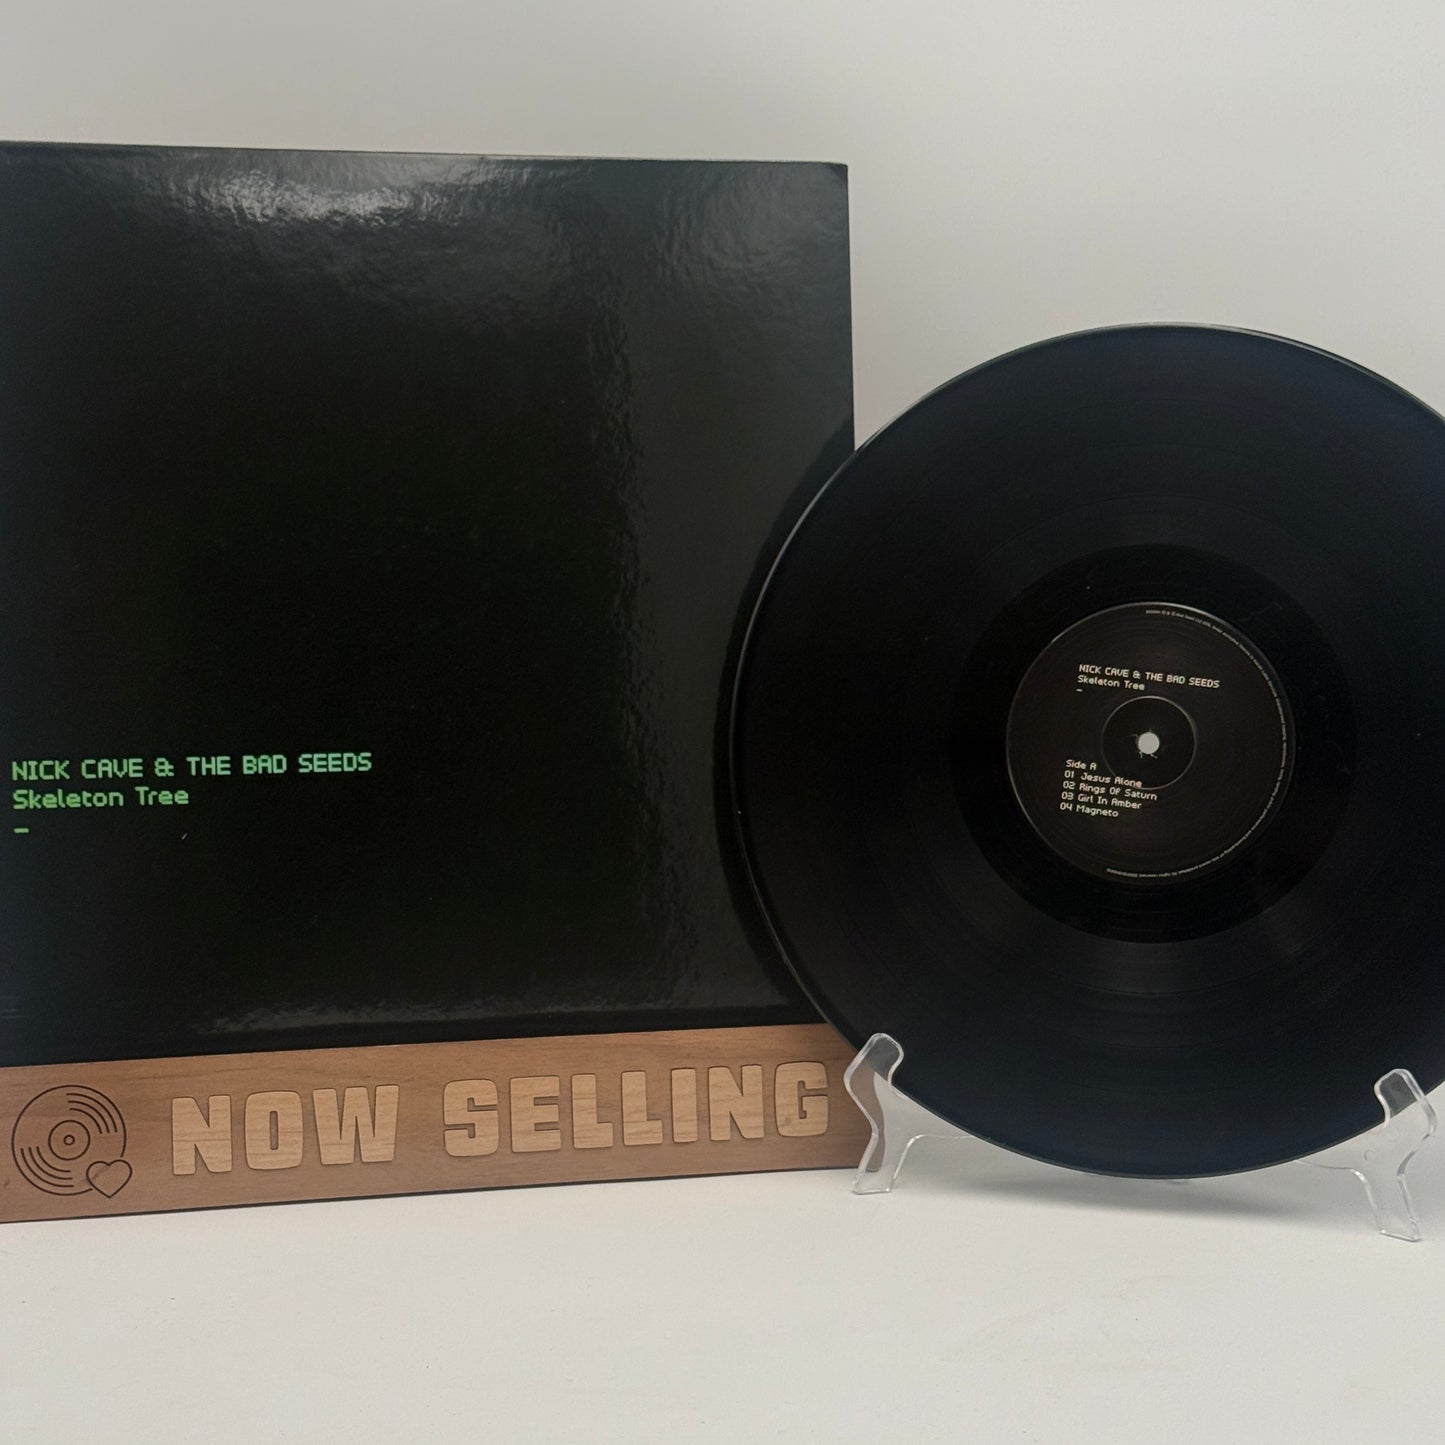 NICK CAVE & THE BAD SEEDS
Skeleton Tree
_
NOW SELLING
NICK CAVE & THE BAD SEEDS
Skeleton Tree
_
Side A
01 Jesus Alone
02 Rings Of Saturn
03 Girl In Amber
04 Magneto